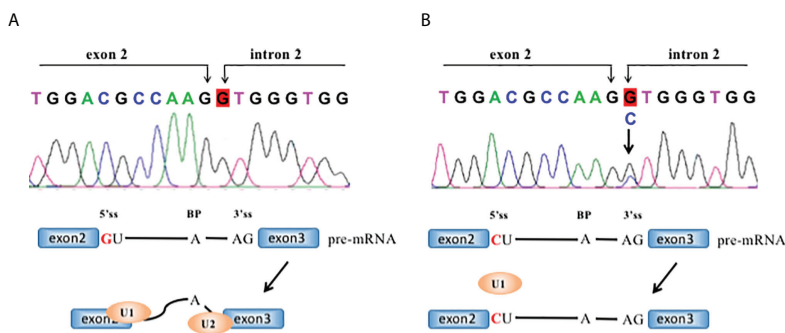 A
exon 2 intron 2
T G G A C G C C A A G G T G G G T G G
5'ss BP 3'ss
exon2 GU A AG exon3 pre-mRNA
A
exon2 U1 U2 exon3
B
exon 2 intron 2
T G G A C G C C A A G G T G G G T G G
C
5'ss BP 3'ss
exon2 CU A AG exon3 pre-mRNA
U1
exon2 CU A AG exon3